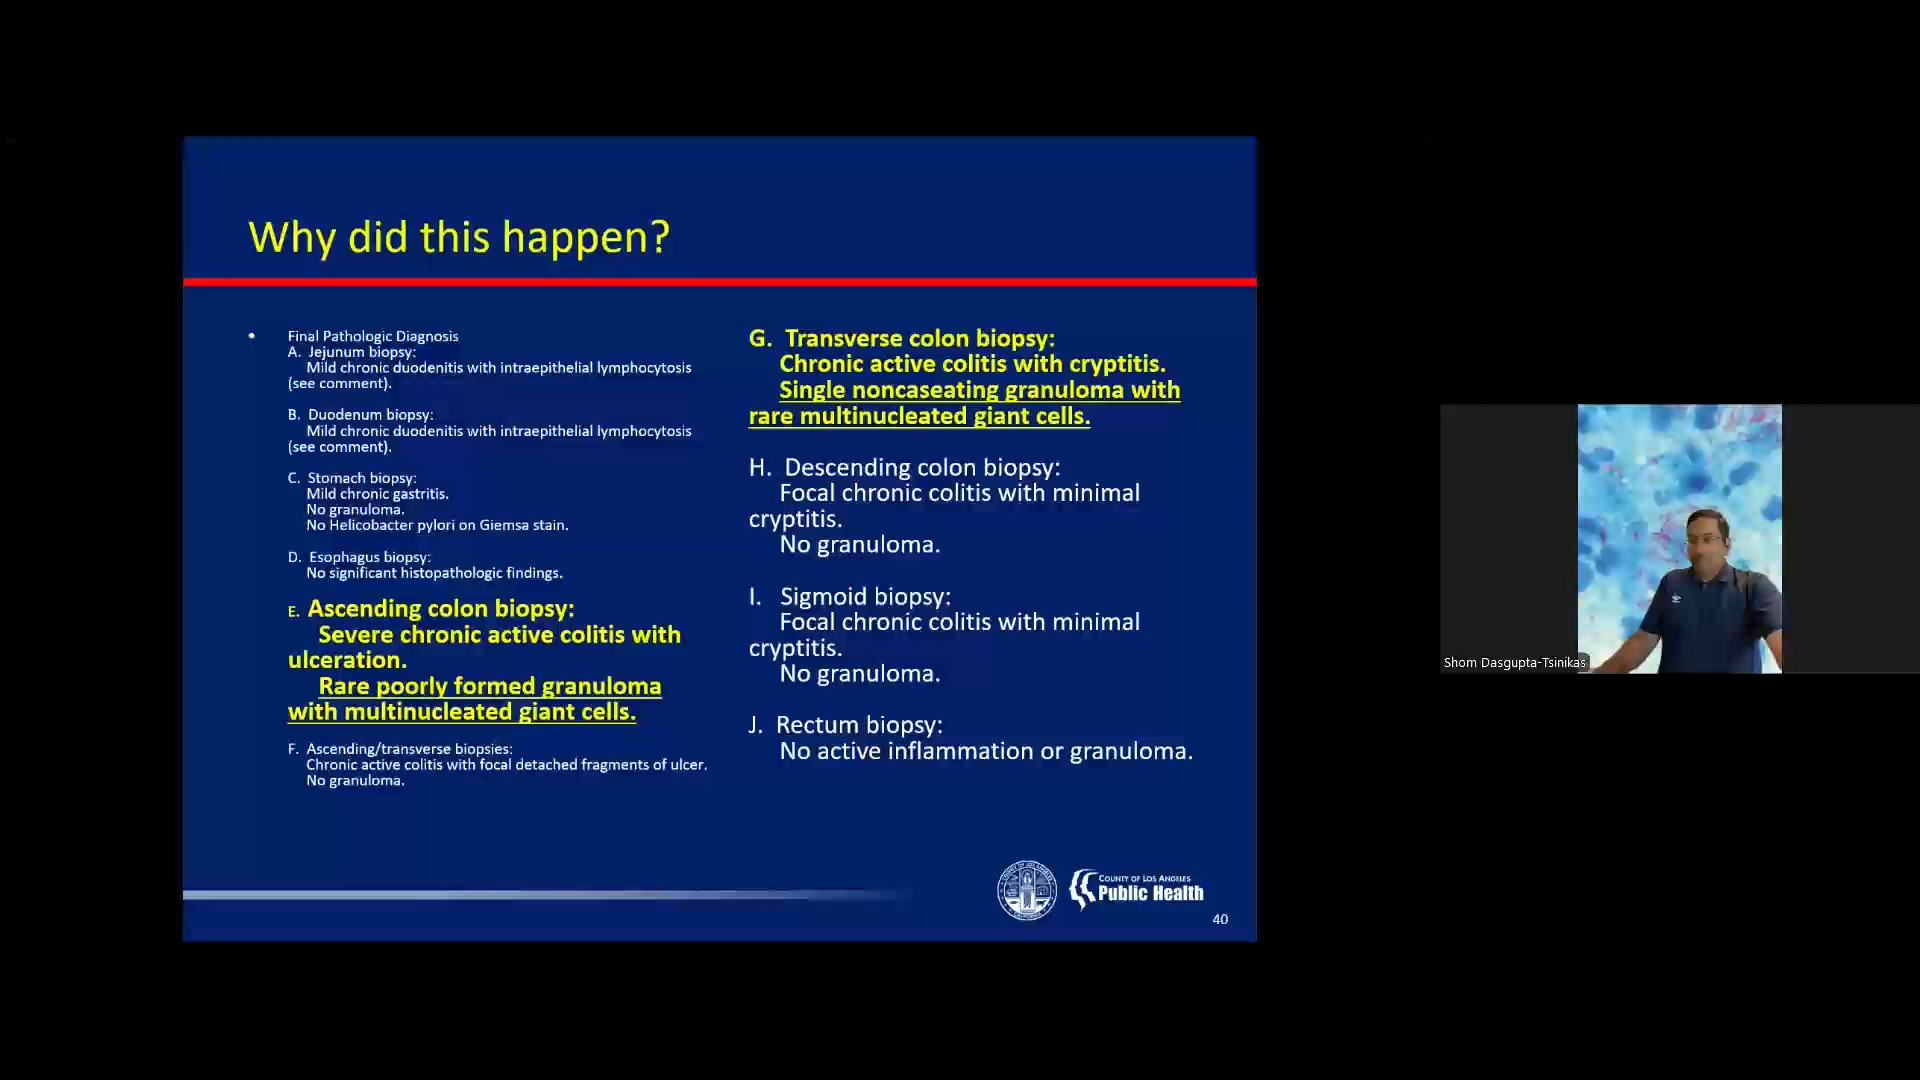 Why did this happen?
• Final Pathologic Diagnosis
A. Jejunum biopsy:
Mild chronic duodenitis with intraepithelial lymphocytosis
(see comment).
B. Duodenum biopsy:
Mild chronic duodenitis with intraepithelial lymphocytosis
(see comment).
C. Stomach biopsy:
Mild chronic gastritis.
No granuloma.
No Helicobacter pylori on Giemsa stain.
D. Esophagus biopsy:
No significant histopathologic findings.
E. Ascending colon biopsy:
Severe chronic active colitis with
ulceration.
Rare poorly formed granuloma
with multinucleated giant cells.
F. Ascending/transverse biopsies:
Chronic active colitis with focal detached fragments of ulcer.
No granuloma.
G. Transverse colon biopsy:
Chronic active colitis with cryptitis.
Single noncaseating granuloma with
rare multinucleated giant cells.
H. Descending colon biopsy:
Focal chronic colitis with minimal
cryptitis.
No granuloma.
I. Sigmoid biopsy:
Focal chronic colitis with minimal
cryptitis.
No granuloma.
J. Rectum biopsy:
No active inflammation or granuloma.
County of Los Angeles
Public Health
40
Shom Dasgupta-Tsinikas